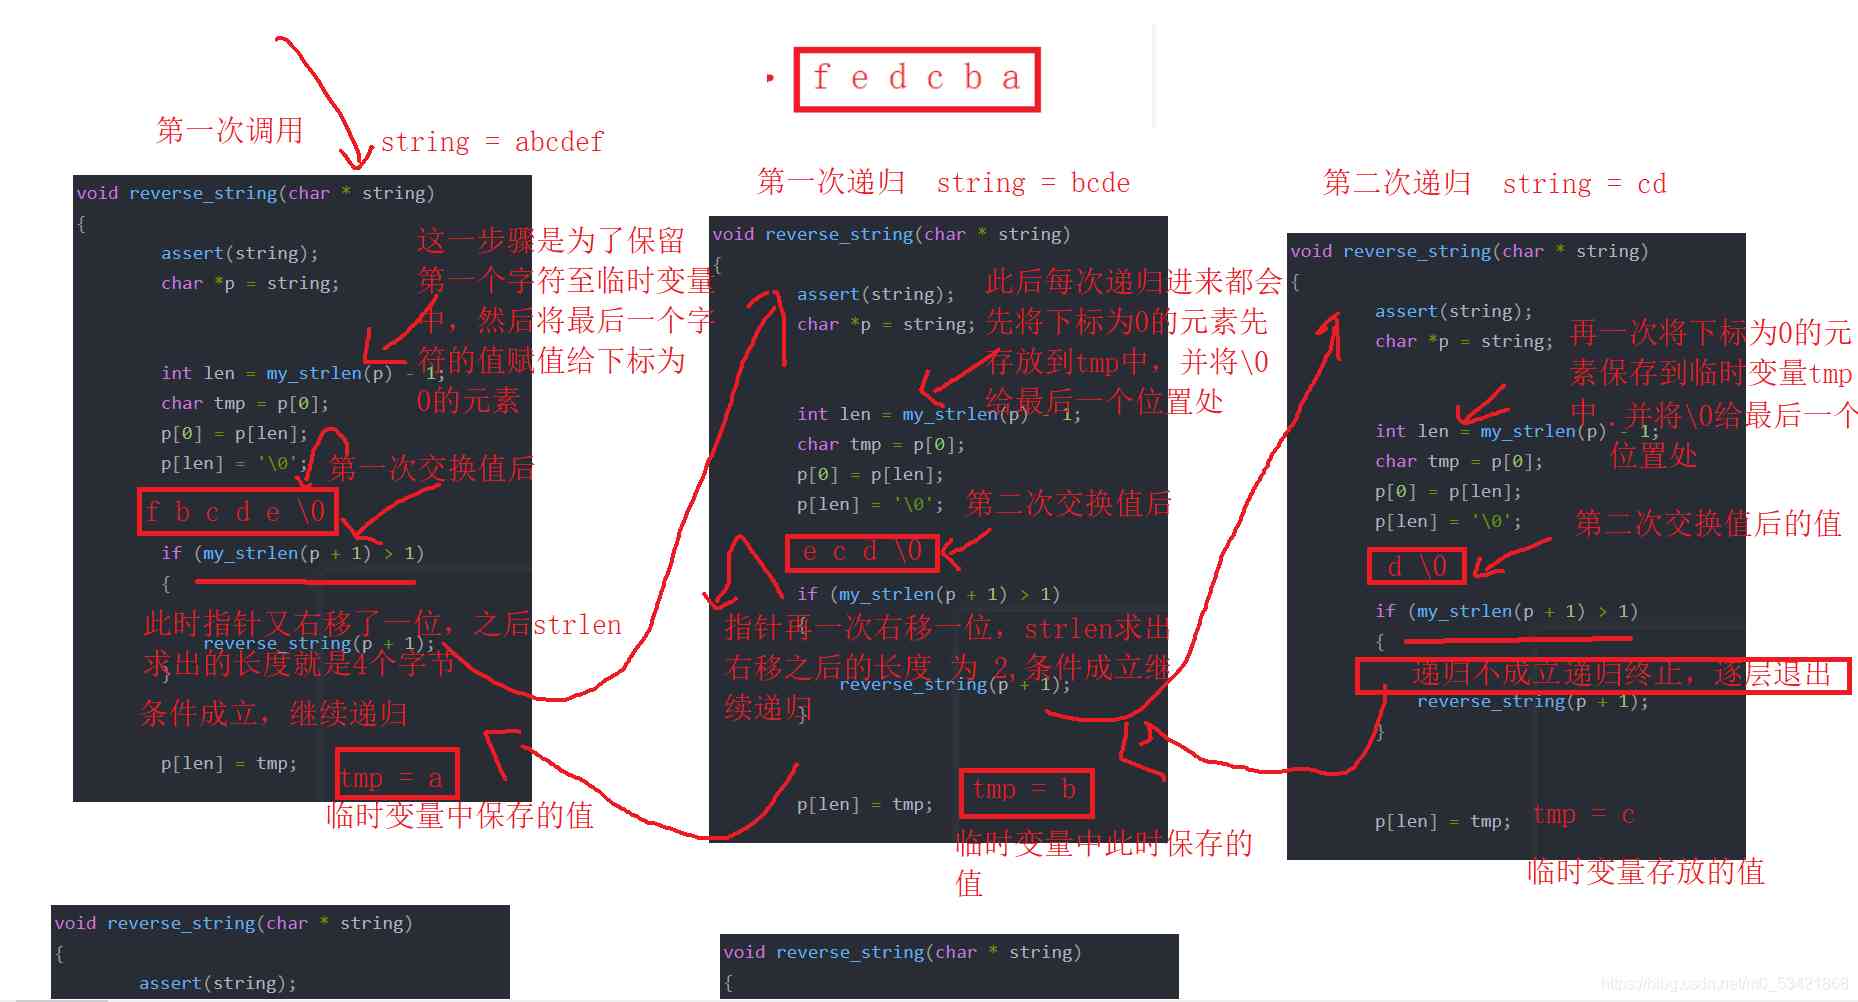 f e d c b a
第一次调用
string = abcdef
void reverse_string(char * string)
{
assert(string);
char *p = string;
这一步骤是为了保留
第一个字符至临时变量
中，然后将最后一个字
符的值赋值给下标为
0的元素
int len = my_strlen(p) - 1;
char tmp = p[0];
p[0] = p[len];
p[len] = '\0';
第一次交换值后
f b c d e \0
if (my_strlen(p + 1) > 1)
{
此时指针又右移了一位，之后strlen
求出的长度就是4个字节
条件成立，继续递归
reverse_string(p + 1);
}
p[len] = tmp;
tmp = a
临时变量中保存的值
第一次递归 string = bcde
void reverse_string(char * string)
{
assert(string);
char *p = string;
此后每次递归进来都会
先将下标为0的元素先
存放到tmp中，并将\0
给最后一个位置处
int len = my_strlen(p) - 1;
char tmp = p[0];
p[0] = p[len];
p[len] = '\0';
第二次交换值后
e c d \0
if (my_strlen(p + 1) > 1)
{
指针再一次右移一位，strlen求出
右移之后的长度 为 2,条件成立继
续递归
reverse_string(p + 1);
}
p[len] = tmp;
tmp = b
临时变量中此时保存的
值
第二次递归 string = cd
void reverse_string(char * string)
{
assert(string);
char *p = string;
再一次将下标为0的元
素保存到临时变量tmp
中．并将\0给最后一个
位置处
int len = my_strlen(p) - 1;
char tmp = p[0];
p[0] = p[len];
p[len] = '\0';
第二次交换值后的值
d \0
if (my_strlen(p + 1) > 1)
{
递归不成立递归终止，逐层退出
reverse_string(p + 1);
}
p[len] = tmp;
tmp = c
临时变量存放的值
void reverse_string(char * string)
{
assert(string);
void reverse_string(char * string)
{
https://blog.csdn.net/m0_53421868